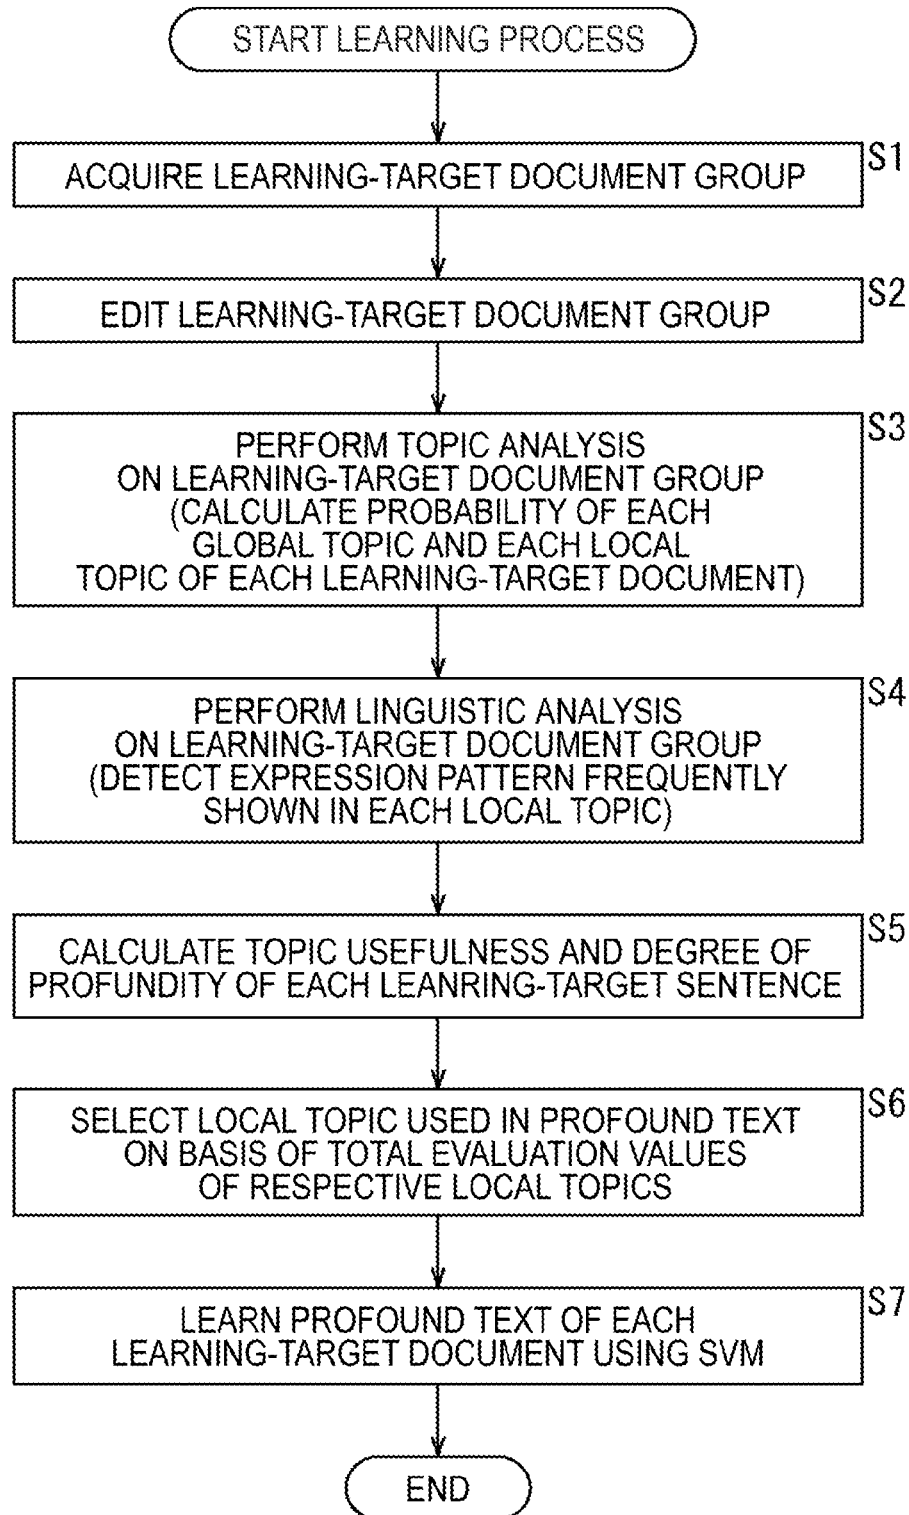 START LEARNING PROCESS
S1
ACQUIRE LEARNING-TARGET DOCUMENT GROUP
S2
EDIT LEARNING-TARGET DOCUMENT GROUP
S3
PERFORM TOPIC ANALYSIS
ON LEARNING-TARGET DOCUMENT GROUP
(CALCULATE PROBABILITY OF EACH
GLOBAL TOPIC AND EACH LOCAL
TOPIC OF EACH LEARNING-TARGET DOCUMENT)
S4
PERFORM LINGUISTIC ANALYSIS
ON LEARNING-TARGET DOCUMENT GROUP
(DETECT EXPRESSION PATTERN FREQUENTLY
SHOWN IN EACH LOCAL TOPIC)
S5
CALCULATE TOPIC USEFULNESS AND DEGREE OF
PROFUNDITY OF EACH LEANRING-TARGET SENTENCE
S6
SELECT LOCAL TOPIC USED IN PROFOUND TEXT
ON BASIS OF TOTAL EVALUATION VALUES
OF RESPECTIVE LOCAL TOPICS
S7
LEARN PROFOUND TEXT OF EACH
LEARNING-TARGET DOCUMENT USING SVM
END